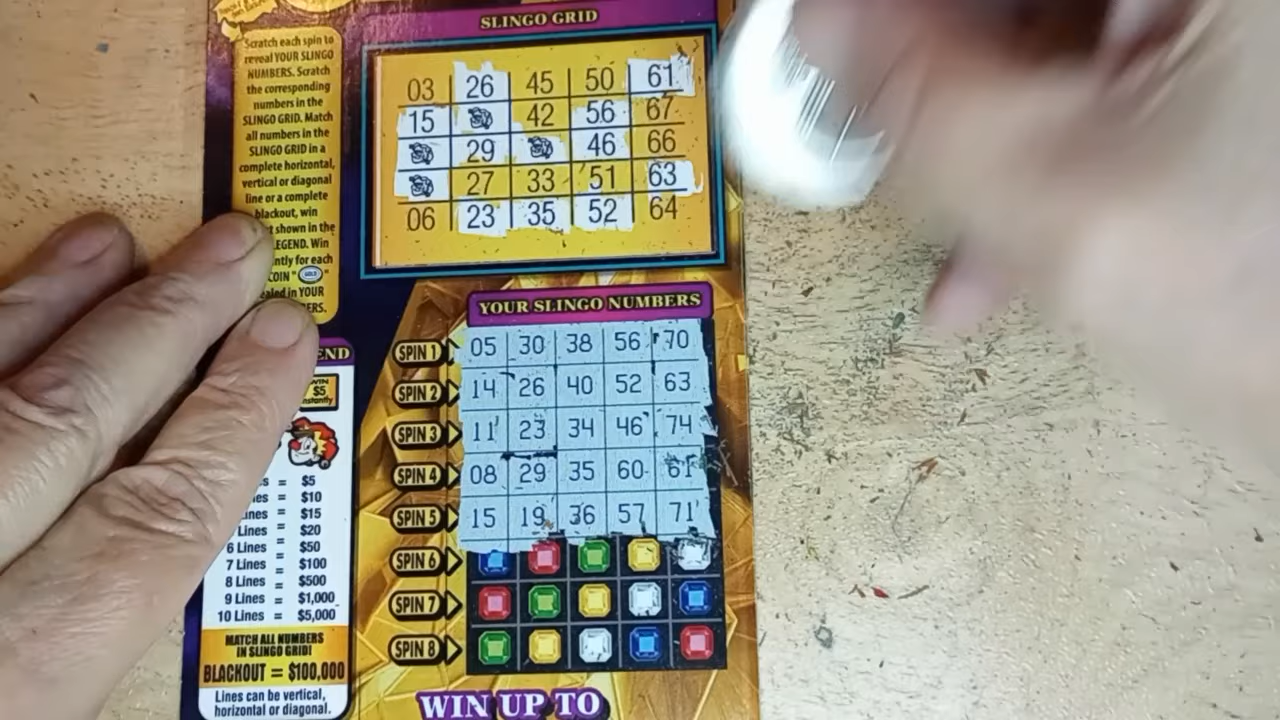 SLINGO GRID
Scratch each spin to
reveal YOUR SLINGO
NUMBERS. Scratch
the corresponding
numbers in the
SLINGO GRID. Match
all numbers in the
SLINGO GRID in a
complete horizontal,
vertical or diagonal
line or a complete
blackout, win
shown in the
LEGEND. Win
for each
COIN "GOLD"
in YOUR
03 26 45 50 61
15 42 56 67
29 46 66
27 33 51 63
06 23 35 52 64
YOUR SLINGO NUMBERS
SPIN 1 05 30 38 56 70
SPIN 2 14 26 40 52 63
SPIN 3 11 23 34 46 74
SPIN 4 08 29 35 60 61
SPIN 5 15 19 36 57 71
SPIN 6
SPIN 7
SPIN 8
WIN
$5
= $5
= $10
= $15
Lines = $20
6 Lines = $50
7 Lines = $100
8 Lines = $500
9 Lines = $1,000
10 Lines = $5,000
MATCH ALL NUMBERS
IN SLINGO GRID!
BLACKOUT = $100,000
Lines can be vertical,
horizontal or diagonal.
WIN UP TO